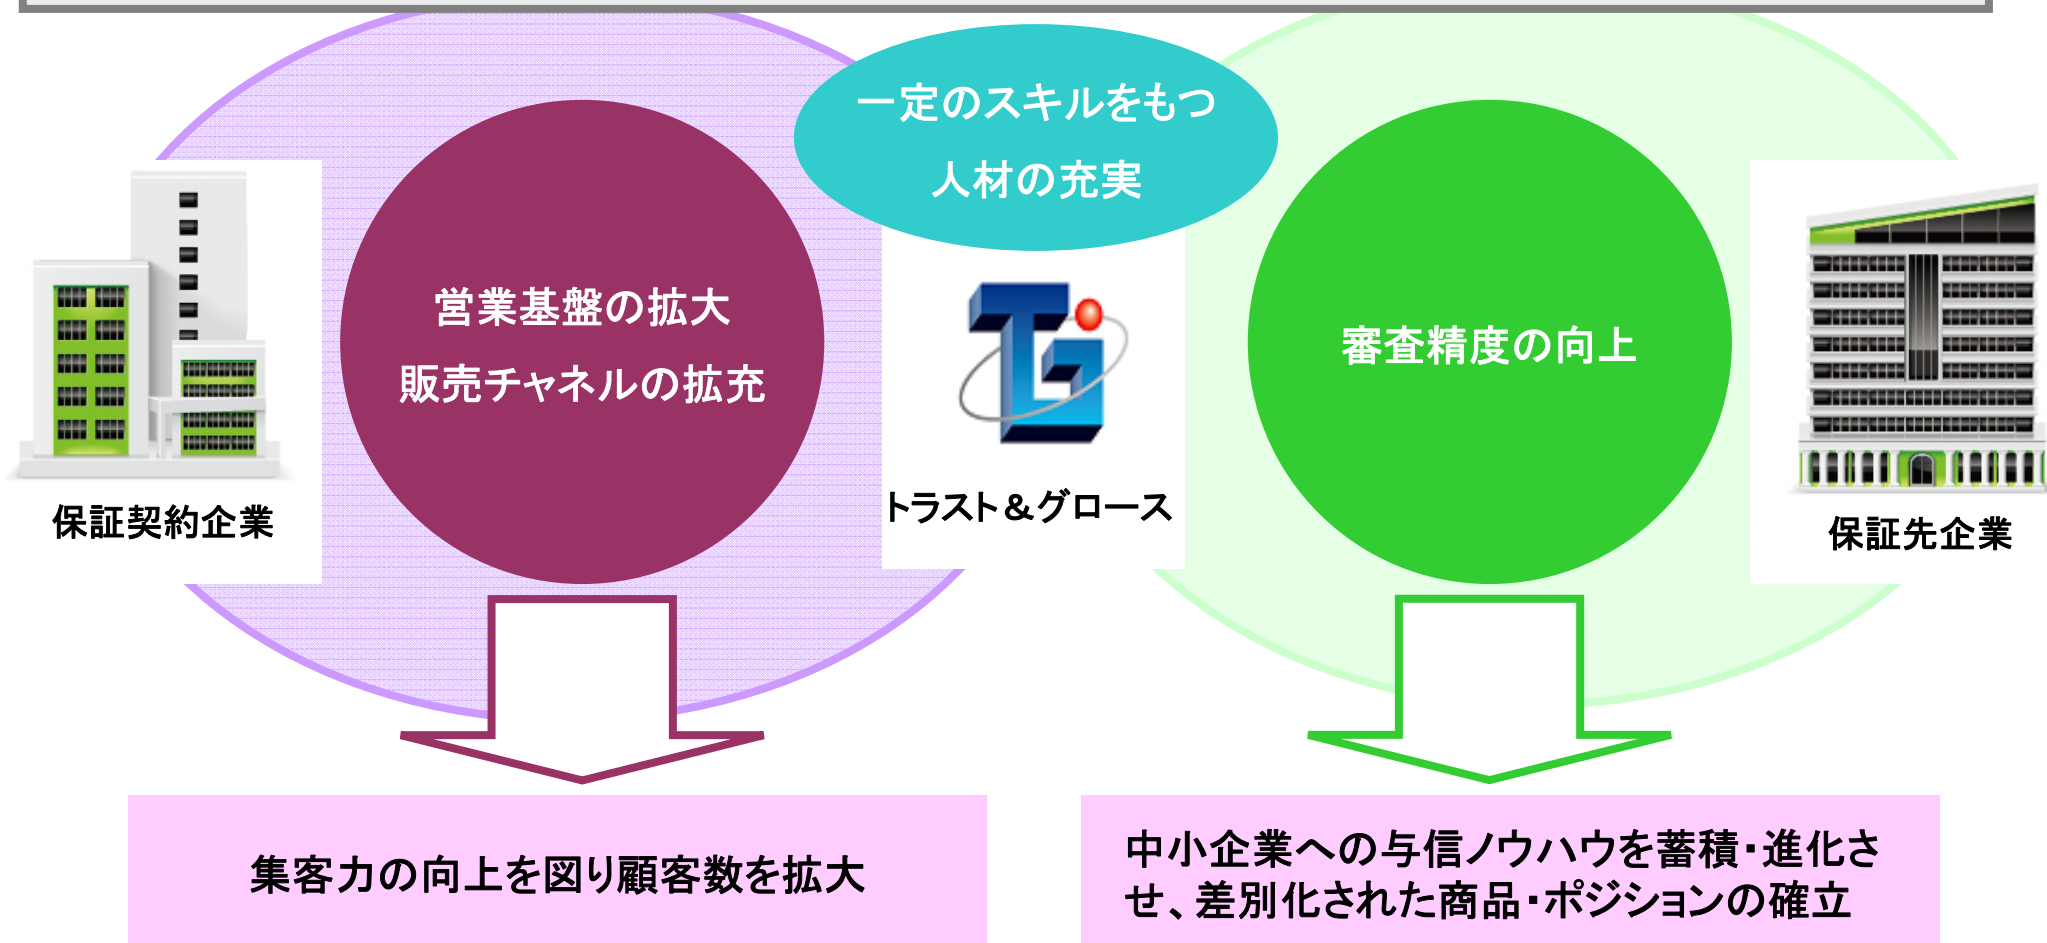 一定のスキルをもつ
人材の充実
営業基盤の拡大
販売チャネルの拡充
審査精度の向上
保証契約企業
トラスト&グロース
保証先企業
集客力の向上を図り顧客数を拡大
中小企業への与信ノウハウを蓄積・進化さ
せ、差別化された商品・ポジションの確立